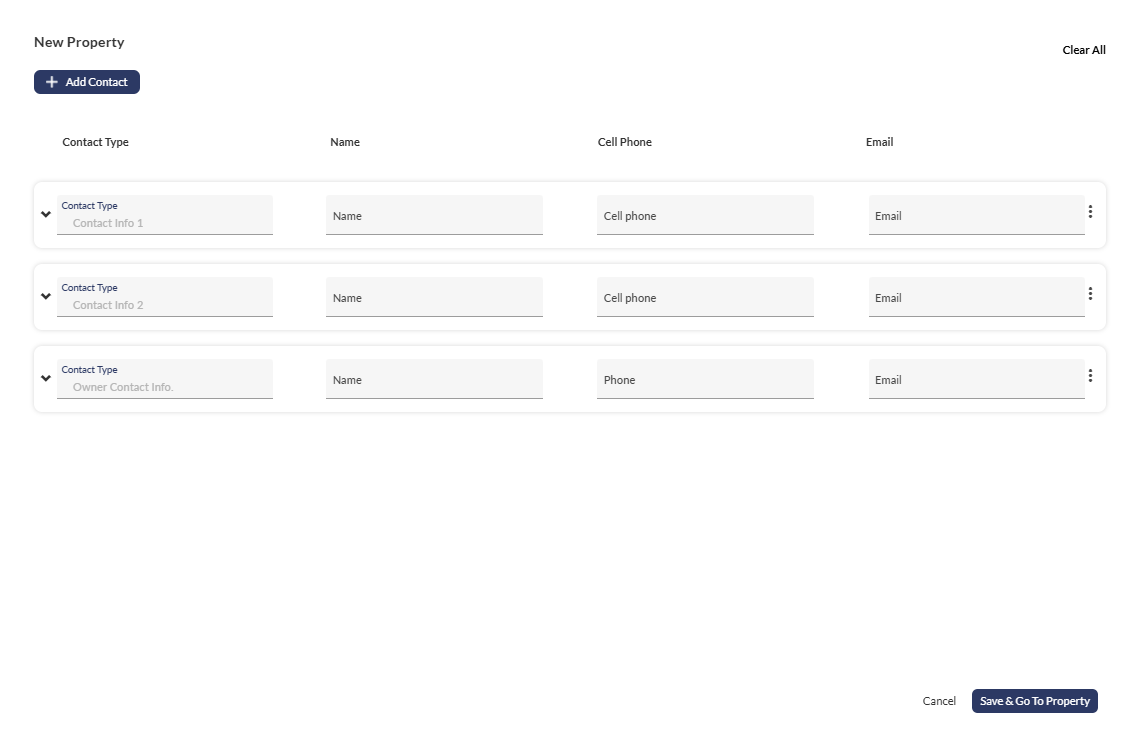 New Property
Clear All
Add Contact
Contact Type Name Cell Phone Email
Contact Type
Contact Info 1 Name Cell phone Email
Contact Type
Contact Info 2 Name Cell phone Email
Contact Type
Owner Contact Info. Name Phone Email
Cancel Save & Go To Property